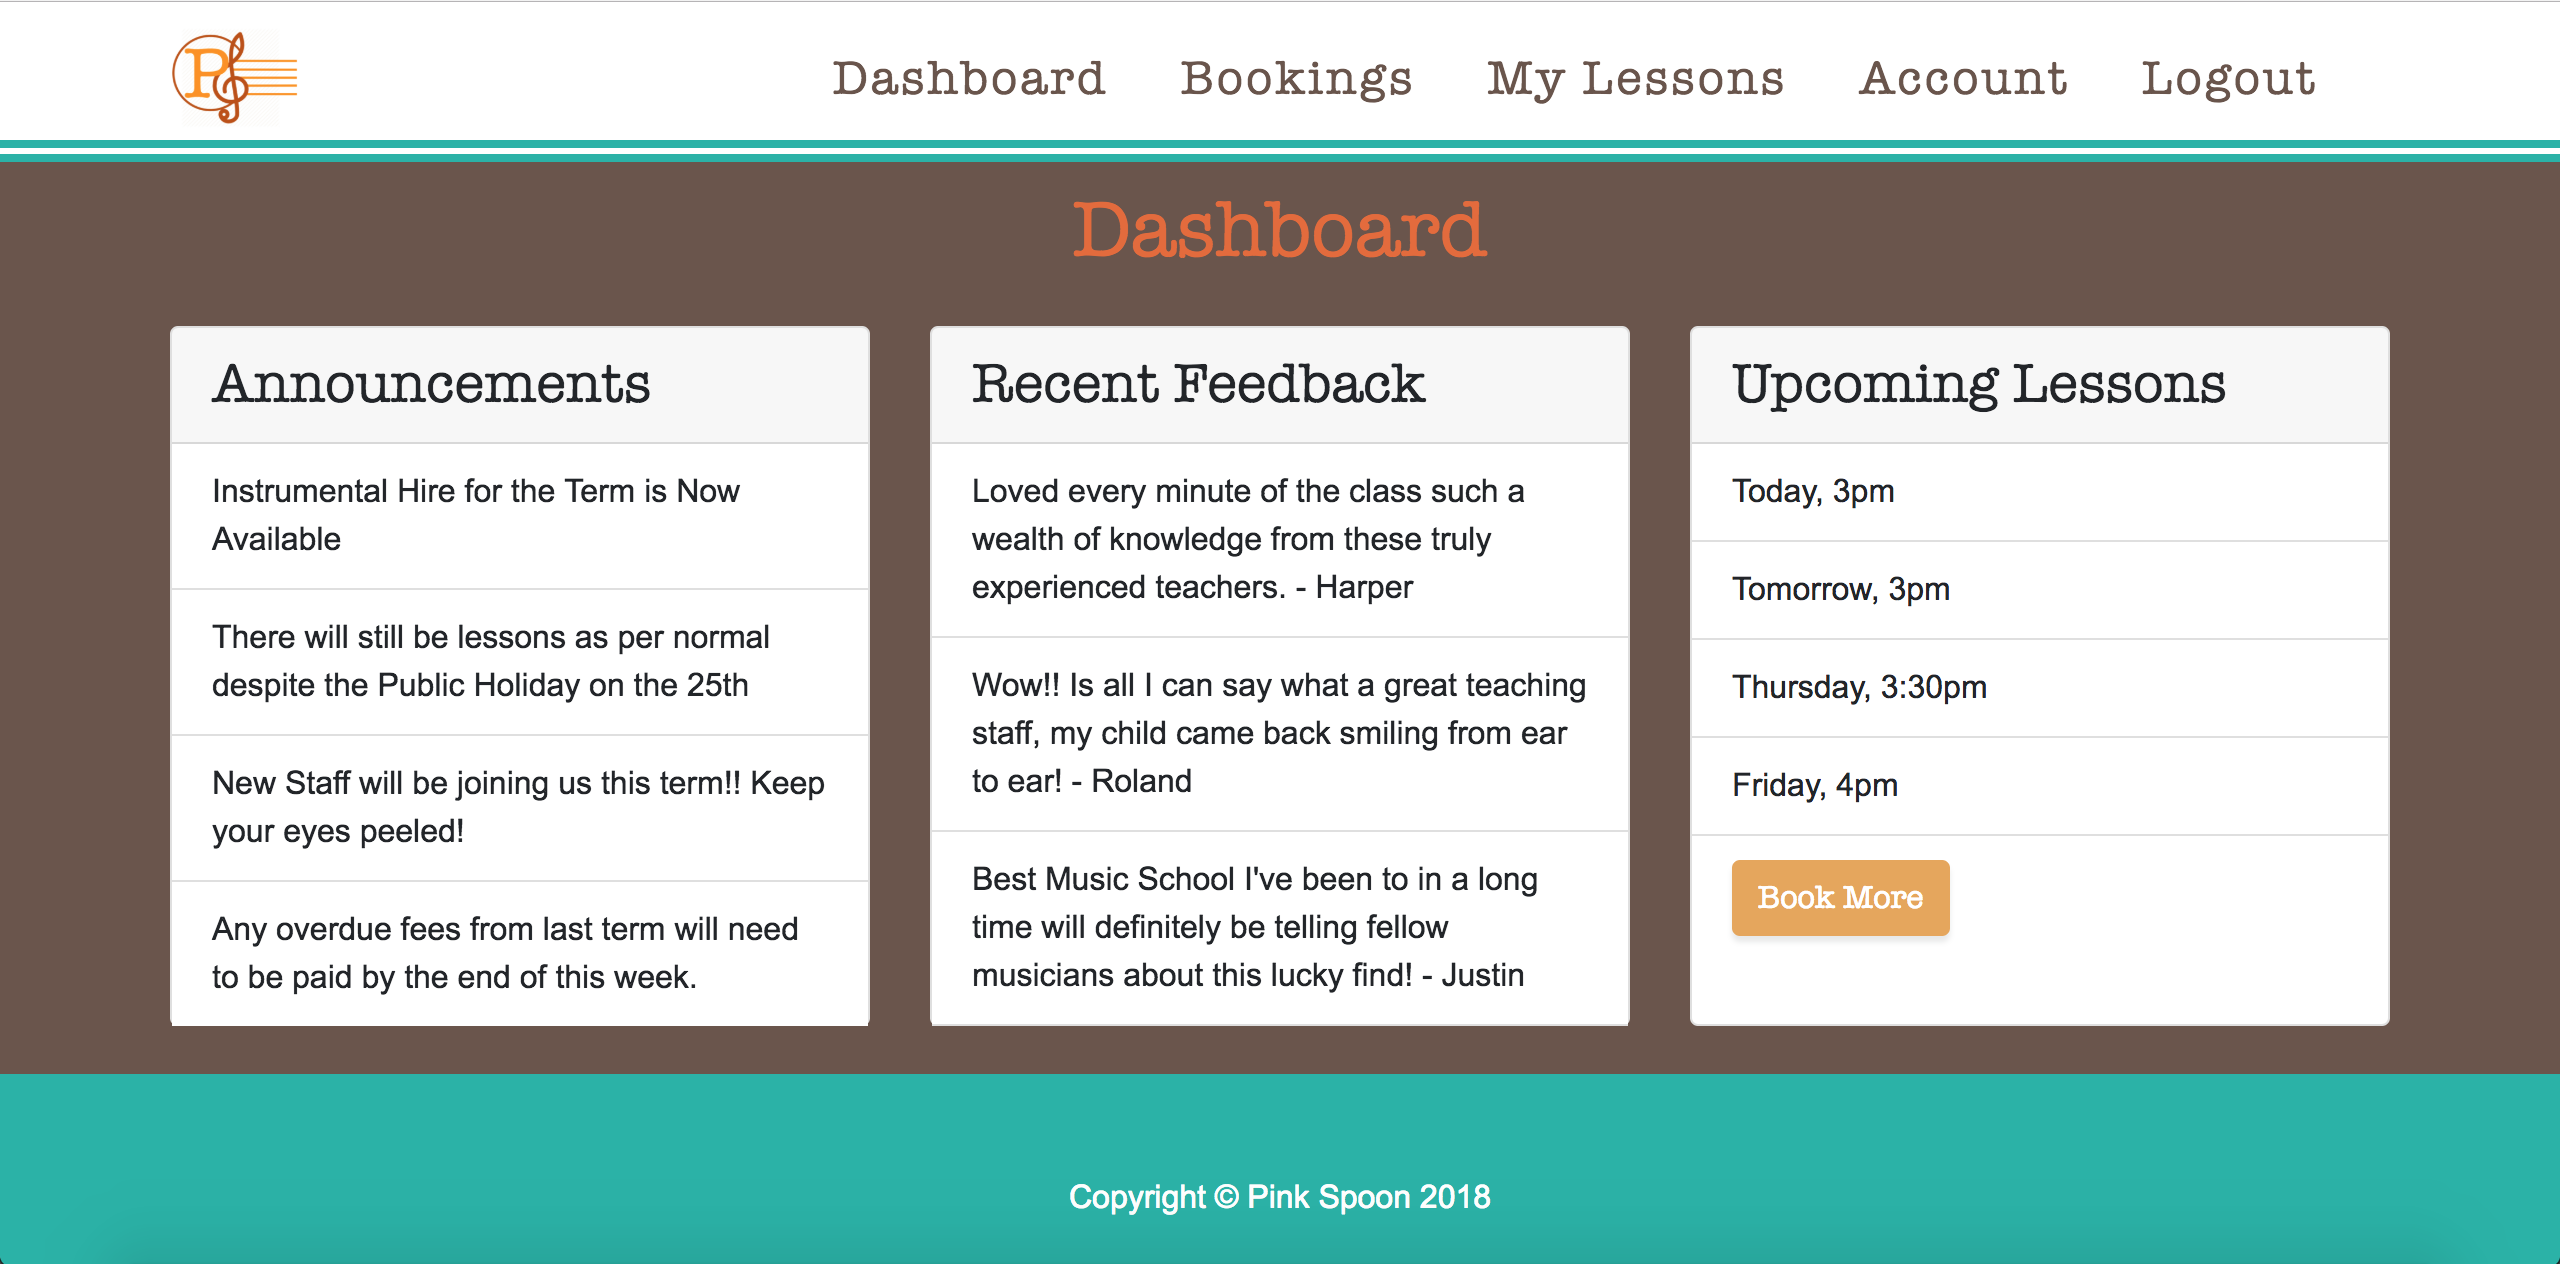 P
Dashboard Bookings My Lessons Account Logout
Dashboard
Announcements
Instrumental Hire for the Term is Now
Available
There will still be lessons as per normal
despite the Public Holiday on the 25th
New Staff will be joining us this term!! Keep
your eyes peeled!
Any overdue fees from last term will need
to be paid by the end of this week.
Recent Feedback
Loved every minute of the class such a
wealth of knowledge from these truly
experienced teachers. - Harper
Wow!! Is all I can say what a great teaching
staff, my child came back smiling from ear
to ear! - Roland
Best Music School I've been to in a long
time will definitely be telling fellow
musicians about this lucky find! - Justin
Upcoming Lessons
Today, 3pm
Tomorrow, 3pm
Thursday, 3:30pm
Friday, 4pm
Book More
Copyright © Pink Spoon 2018